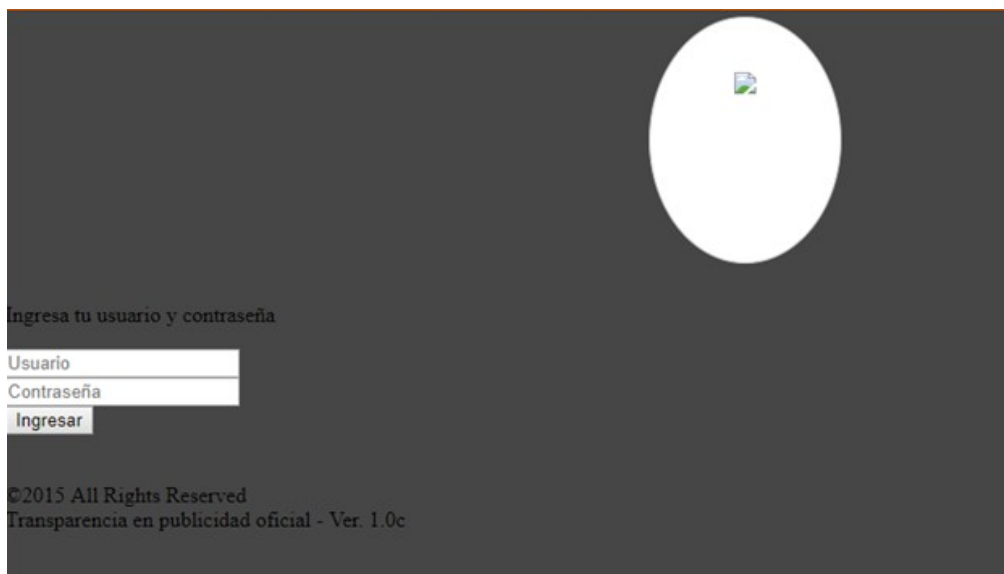 Ingresa tu usuario y contraseña
Usuario
Contraseña
Ingresar
©2015 All Rights Reserved
Transparencia en publicidad oficial - Ver. 1.0c